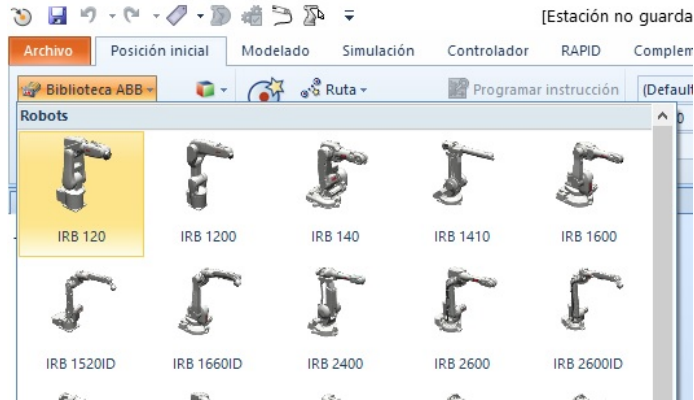 [Estación no guarda
Archivo Posición inicial Modelado Simulación Controlador RAPID Complem
Biblioteca ABB Ruta Programar instrucción (Default
Robots
IRB 120 IRB 1200 IRB 140 IRB 1410 IRB 1600
IRB 1520ID IRB 1660ID IRB 2400 IRB 2600 IRB 2600ID